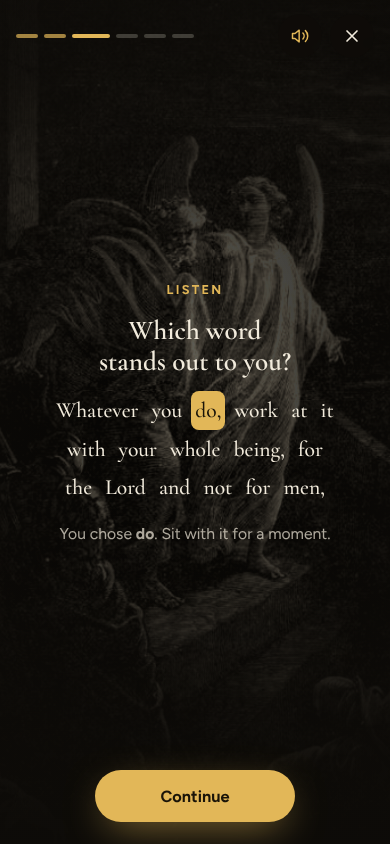 LISTEN
Which word
stands out to you?
Whatever you do, work at it
with your whole being, for
the Lord and not for men,
You chose do. Sit with it for a moment.
Continue